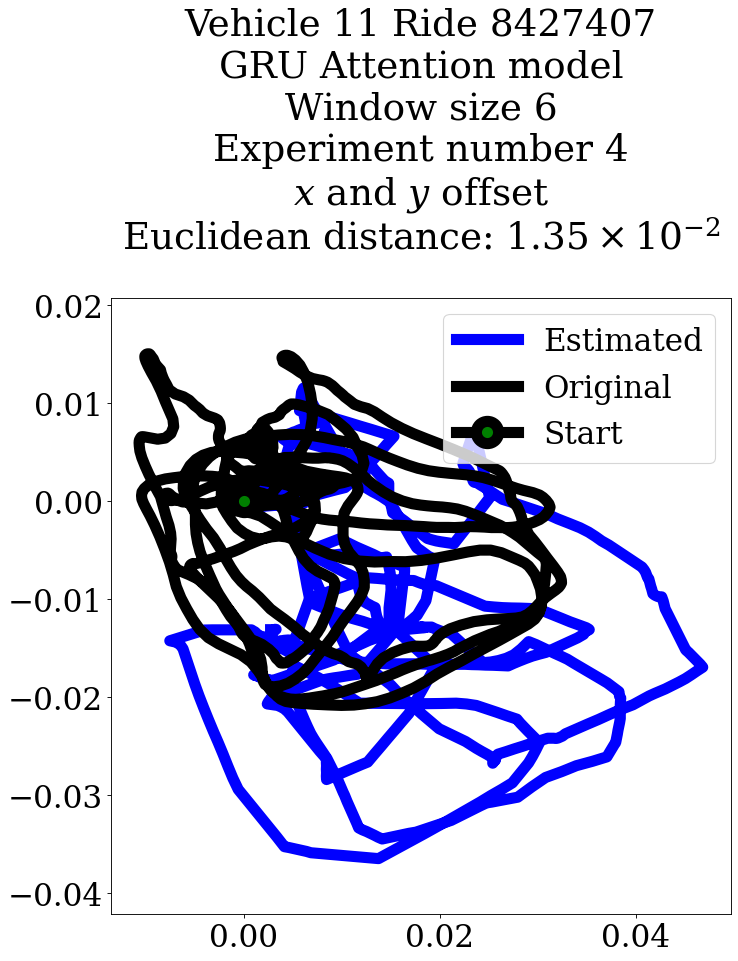 Vehicle 11 Ride 8427407
GRU Attention model
Window size 6
Experiment number 4
x and y offset
Euclidean distance: 1.35 × 10⁻²
Estimated
Original
Start
0.02
0.01
0.00
−0.01
−0.02
−0.03
−0.04
0.00 0.02 0.04